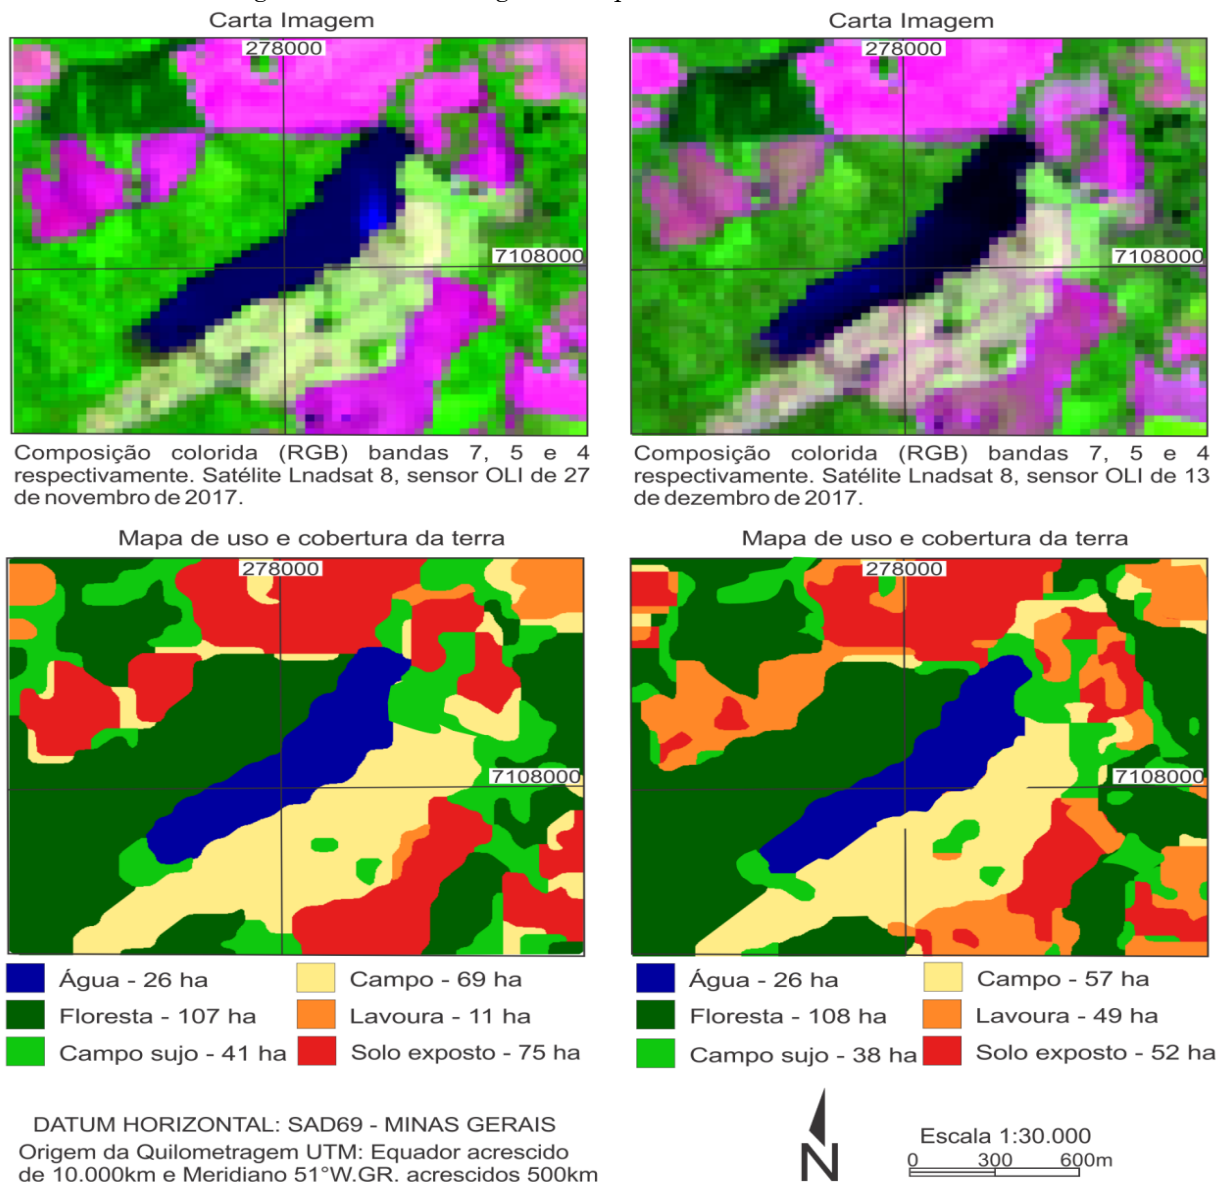 Carta Imagem
278000
7108000
Composição colorida (RGB) bandas 7, 5 e 4
respectivamente. Satélite Lnadsat 8, sensor OLI de 27
de novembro de 2017.
Carta Imagem
278000
7108000
Composição colorida (RGB) bandas 7, 5 e 4
respectivamente. Satélite Lnadsat 8, sensor OLI de 13
de dezembro de 2017.
Mapa de uso e cobertura da terra
278000
7108000
Água - 26 ha
Floresta - 107 ha
Campo sujo - 41 ha
Campo - 69 ha
Lavoura - 11 ha
Solo exposto - 75 ha
Mapa de uso e cobertura da terra
278000
7108000
Água - 26 ha
Floresta - 108 ha
Campo sujo - 38 ha
Campo - 57 ha
Lavoura - 49 ha
Solo exposto - 52 ha
DATUM HORIZONTAL: SAD69 - MINAS GERAIS
Origem da Quilometragem UTM: Equador acrescido
de 10.000km e Meridiano 51°W.GR. acrescidos 500km
N
Escala 1:30.000
0 300 600m